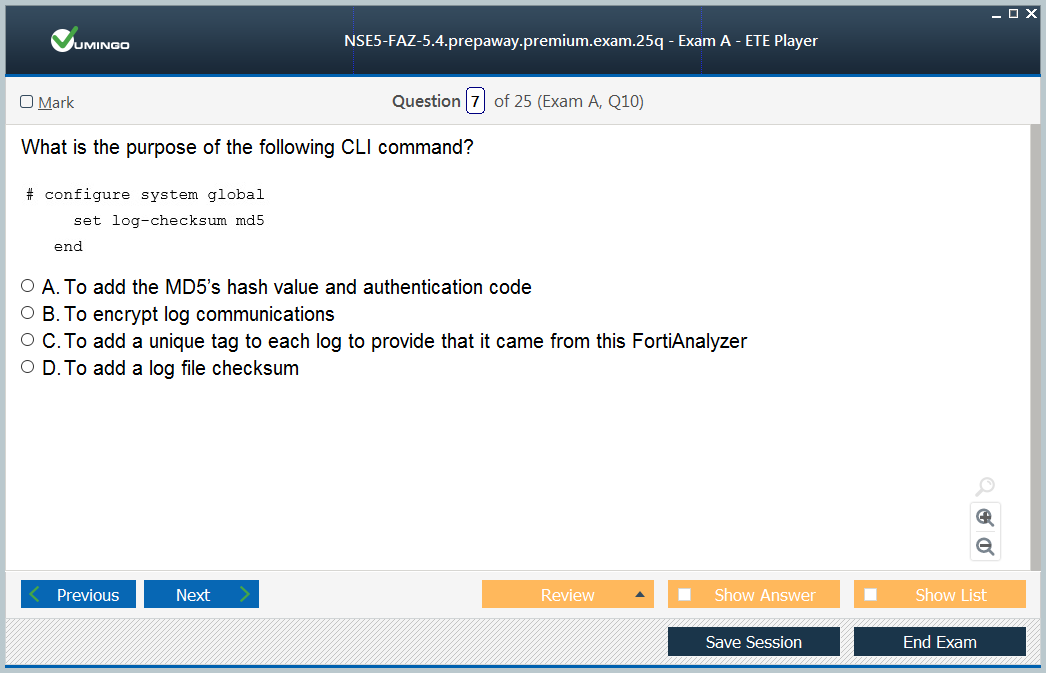 VUMINGO
NSE5-FAZ-5.4.prepaway.premium.exam.25q - Exam A - ETE Player
Mark
Question 7 of 25 (Exam A, Q10)
What is the purpose of the following CLI command?
# configure system global
set log-checksum md5
end
A. To add the MD5's hash value and authentication code
B. To encrypt log communications
C. To add a unique tag to each log to provide that it came from this FortiAnalyzer
D. To add a log file checksum
Previous
Next
Review
Show Answer
Show List
Save Session
End Exam